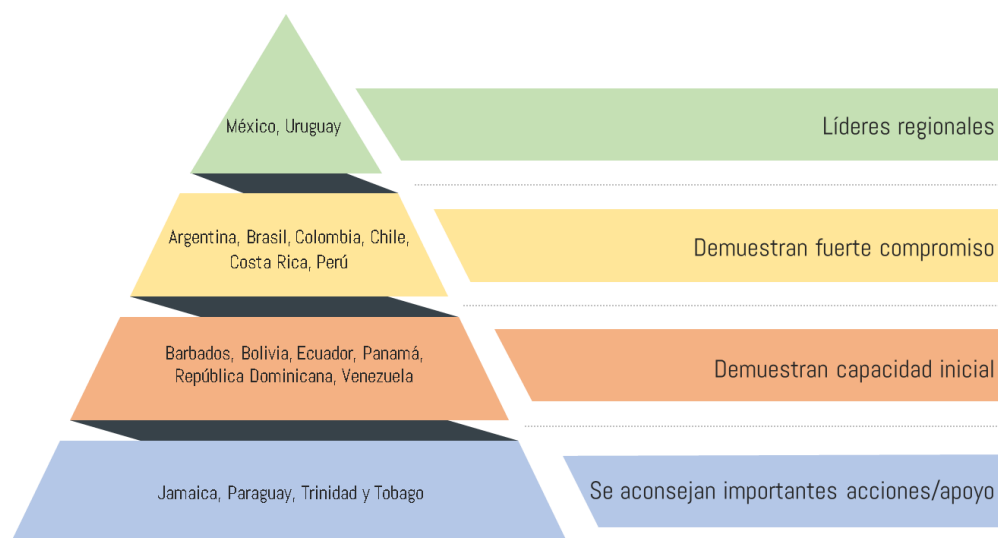 México, Uruguay
Líderes regionales
Argentina, Brasil, Colombia, Chile,
Costa Rica, Perú
Demuestran fuerte compromiso
Barbados, Bolivia, Ecuador, Panamá,
República Dominicana, Venezuela
Demuestran capacidad inicial
Jamaica, Paraguay, Trinidad y Tobago
Se aconsejan importantes acciones/apoyo